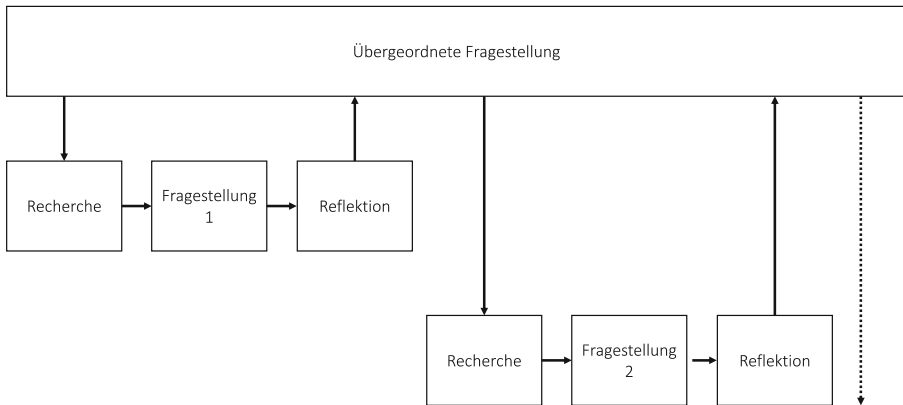 Übergeordnete Fragestellung
Recherche
Fragestellung
1
Reflektion
Recherche
Fragestellung
2
Reflektion